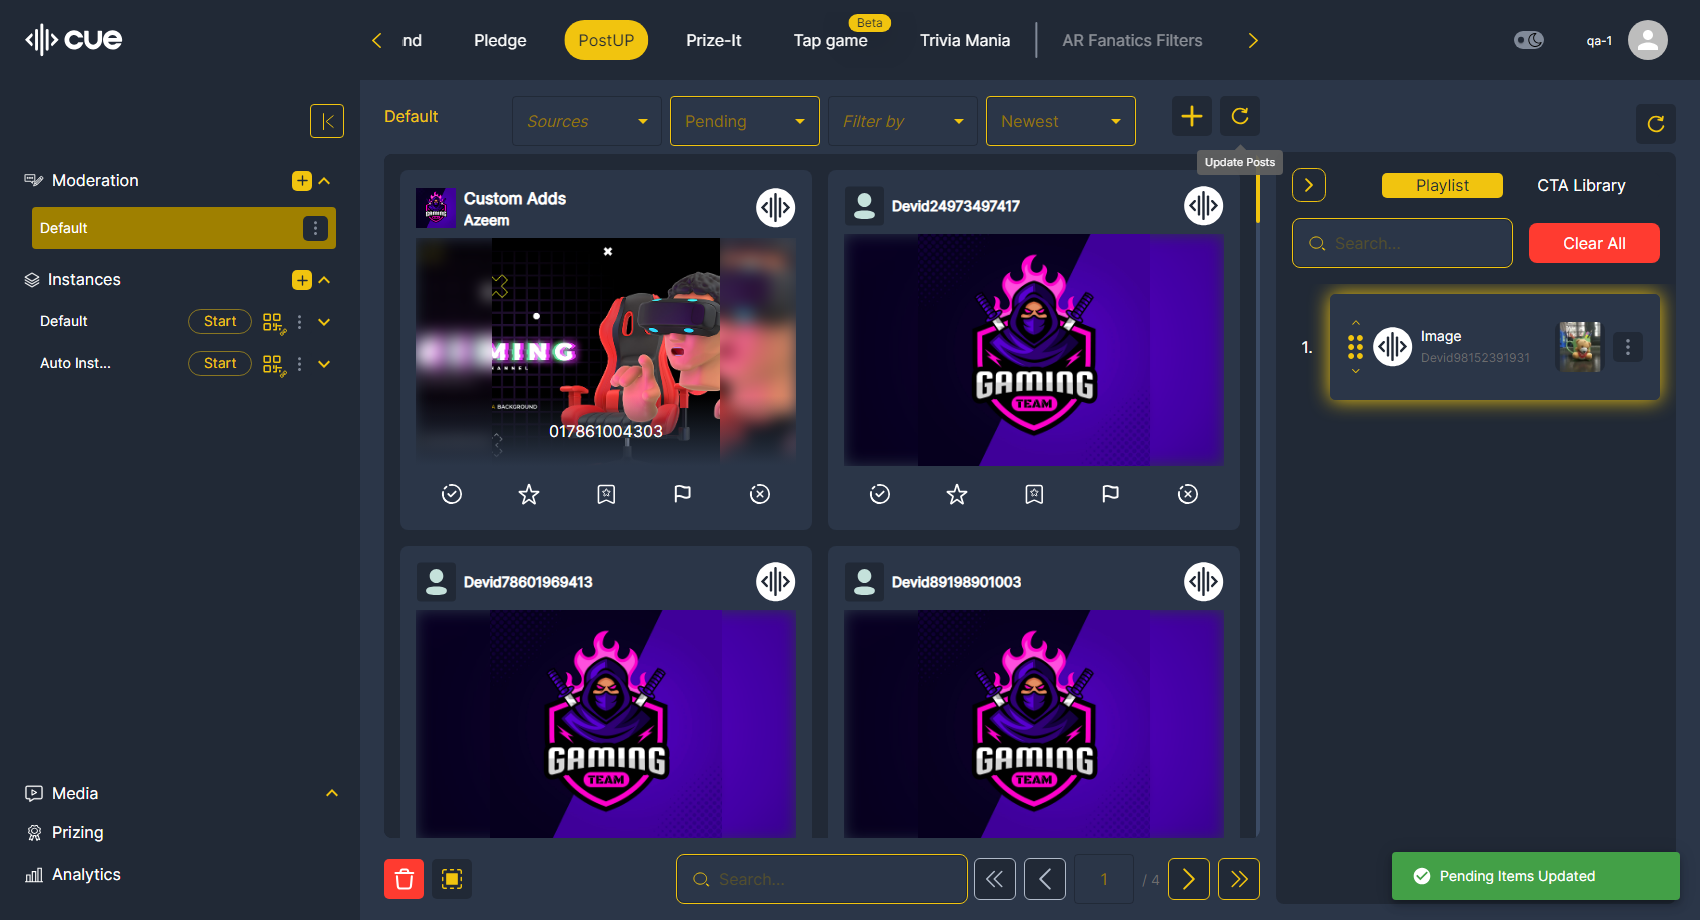 cue
nd
Pledge
PostUP
Prize-It
Tap game
Beta
Trivia Mania
AR Fanatics Filters
qa-1
Moderation
Default
Instances
Default
Start
Auto Inst...
Start
Media
Prizing
Analytics
Default
Sources
Pending
Filter by
Newest
Update Posts
Custom Adds
Azeem
MING
A BACKGROUND
017861004303
Devid24973497417
GAMING
TEAM
Devid78601969413
GAMING
TEAM
Devid89198901003
GAMING
TEAM
Search...
1
/ 4
Playlist
CTA Library
Search...
Clear All
1.
Image
Devid98152391931
Pending Items Updated